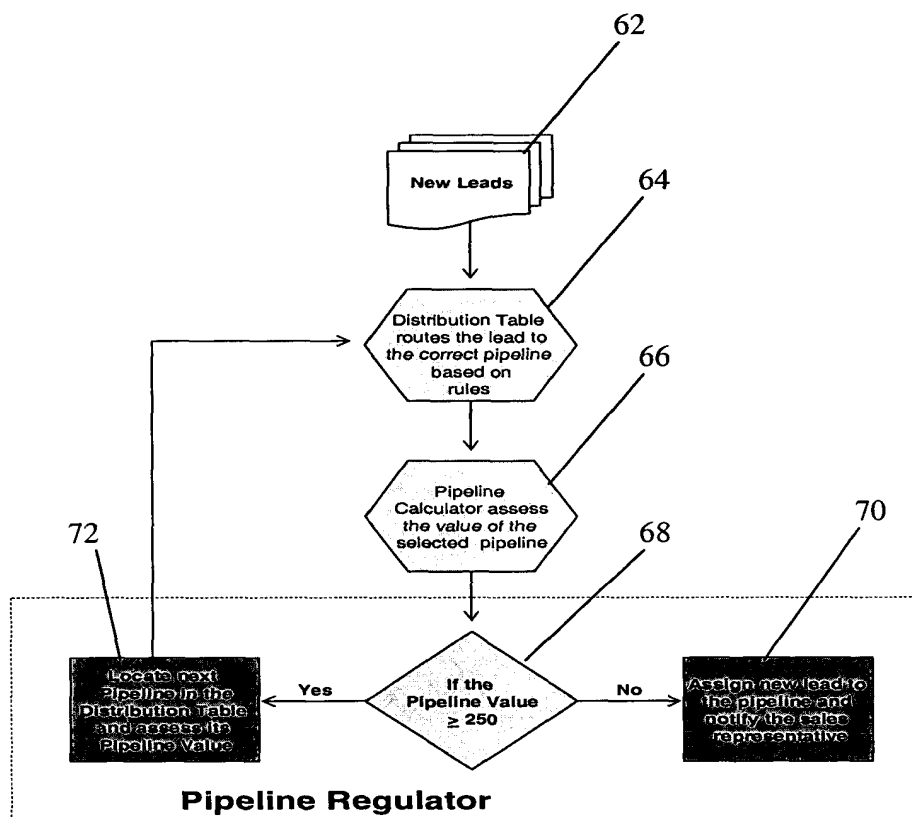 62
New Leads
64
Distribution Table
routes the lead to
the correct pipeline
based on
rules
66
Pipeline
Calculator assess
the value of the
selected pipeline
72
68
70
Locate next
Pipeline in the
Distribution Table
and assess its
Pipeline Value
Yes
If the
Pipeline Value
≥ 250
No
Assign new lead to
the pipeline and
notify the sales
representative
Pipeline Regulator